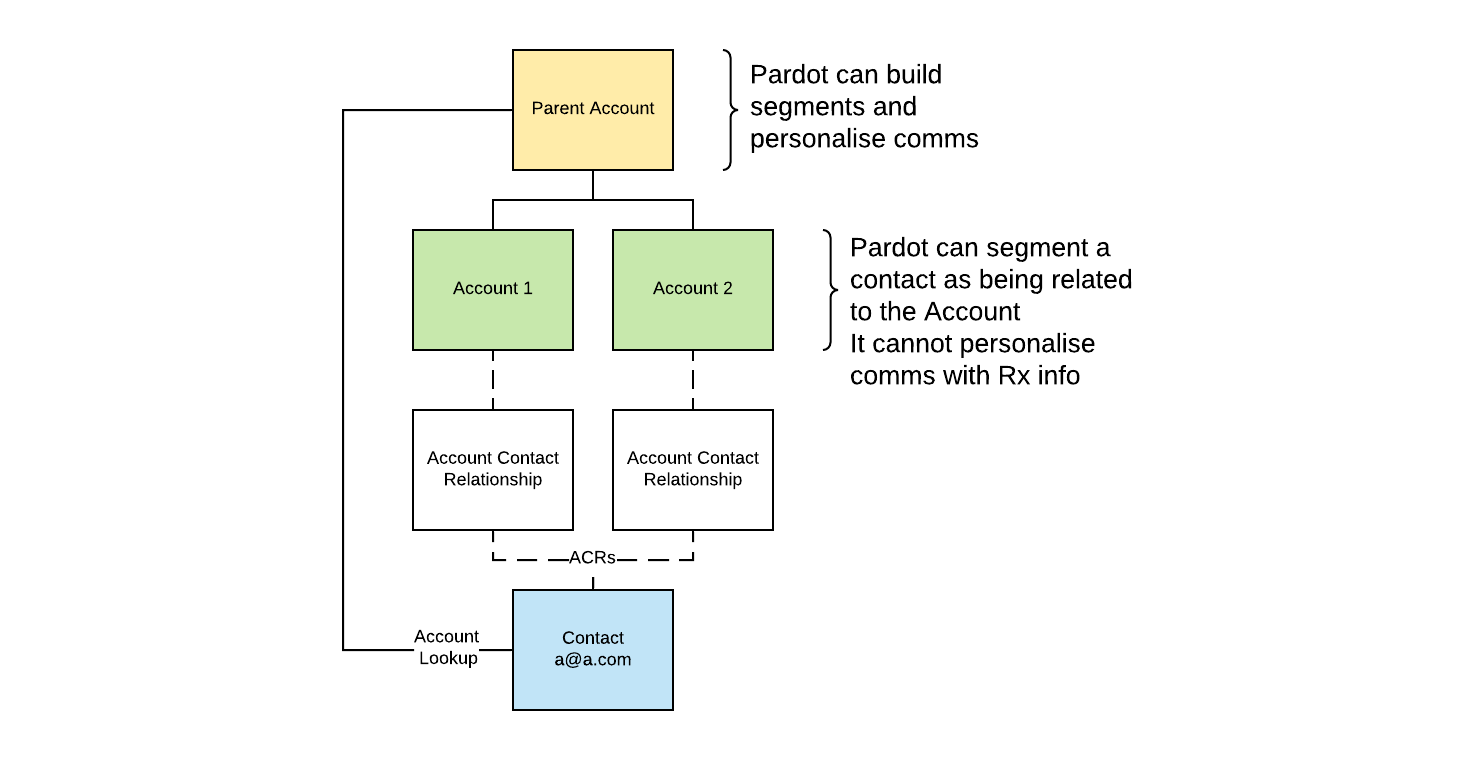 Parent Account
Pardot can build
segments and
personalise comms
Account 1
Account 2
Pardot can segment a
contact as being related
to the Account
It cannot personalise
comms with Rx info
Account Contact
Relationship
Account Contact
Relationship
ACRs
Account
Lookup
Contact
a@a.com